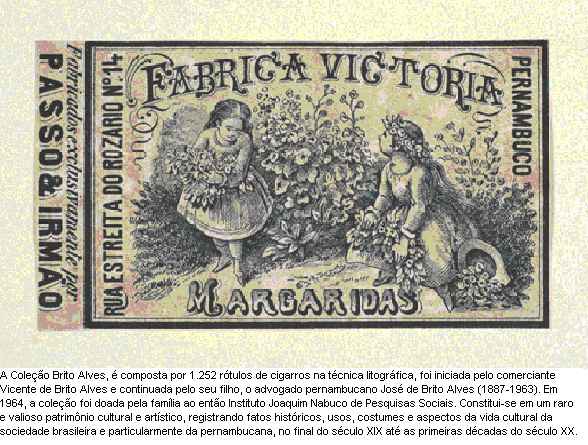 Fabricados exclusivamente por
PASSO & IRMÃO
RUA ESTREITA DO ROZARIO Nº 14
FABRICA VICTORIA
PERNAMBUCO
MARGARIDAS
A Coleção Brito Alves, é composta por 1.252 rótulos de cigarros na técnica litográfica, foi iniciada pelo comerciante
Vicente de Brito Alves e continuada pelo seu filho, o advogado pernambucano José de Brito Alves (1887-1963). Em
1964, a coleção foi doada pela família ao então Instituto Joaquim Nabuco de Pesquisas Sociais. Constitui-se em um raro
e valioso patrimônio cultural e artístico, registrando fatos históricos, usos, costumes e aspectos da vida cultural da
sociedade brasileira e particularmente da pernambucana, no final do século XIX até as primeiras décadas do século XX.